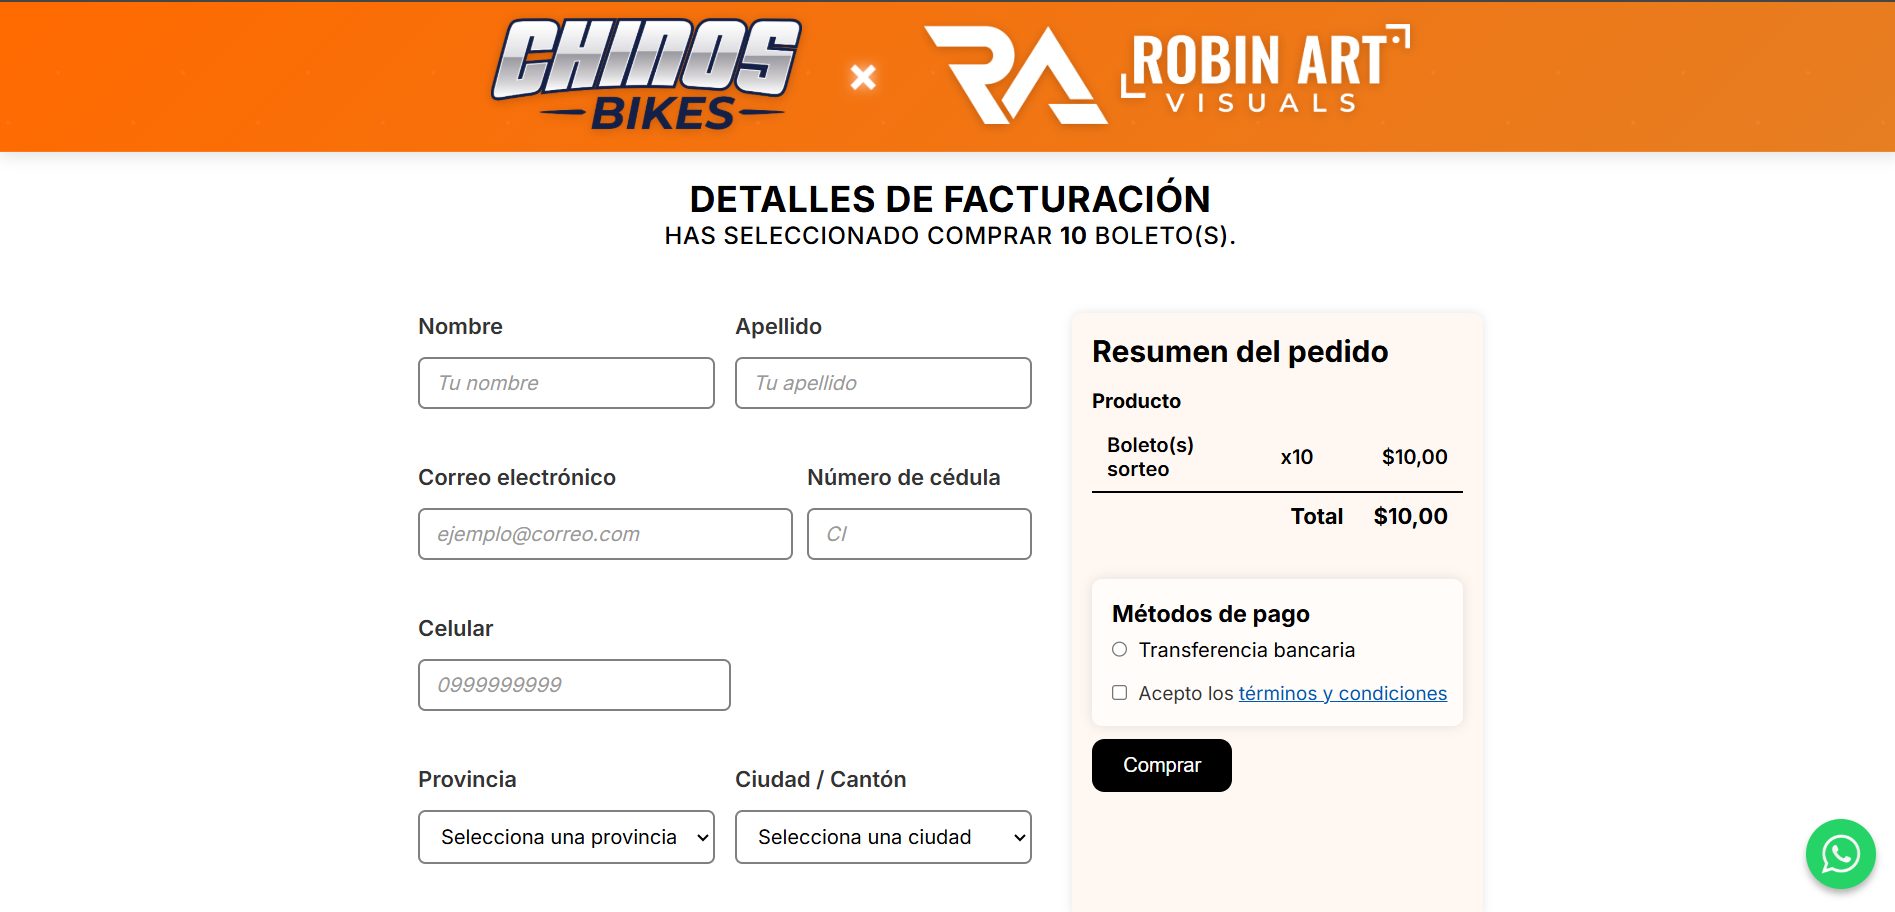 CHINOS
BIKES
×
RA
ROBIN ART
VISUALS
DETALLES DE FACTURACIÓN
HAS SELECCIONADO COMPRAR 10 BOLETO(S).
Nombre
Apellido
Tu nombre
Tu apellido
Correo electrónico
Número de cédula
ejemplo@correo.com
CI
Celular
0999999999
Provincia
Ciudad / Cantón
Selecciona una provincia
Selecciona una ciudad
Resumen del pedido
Producto
Boleto(s)
sorteo
x10
$10,00
Total $10,00
Métodos de pago
Transferencia bancaria
Acepto los términos y condiciones
Comprar